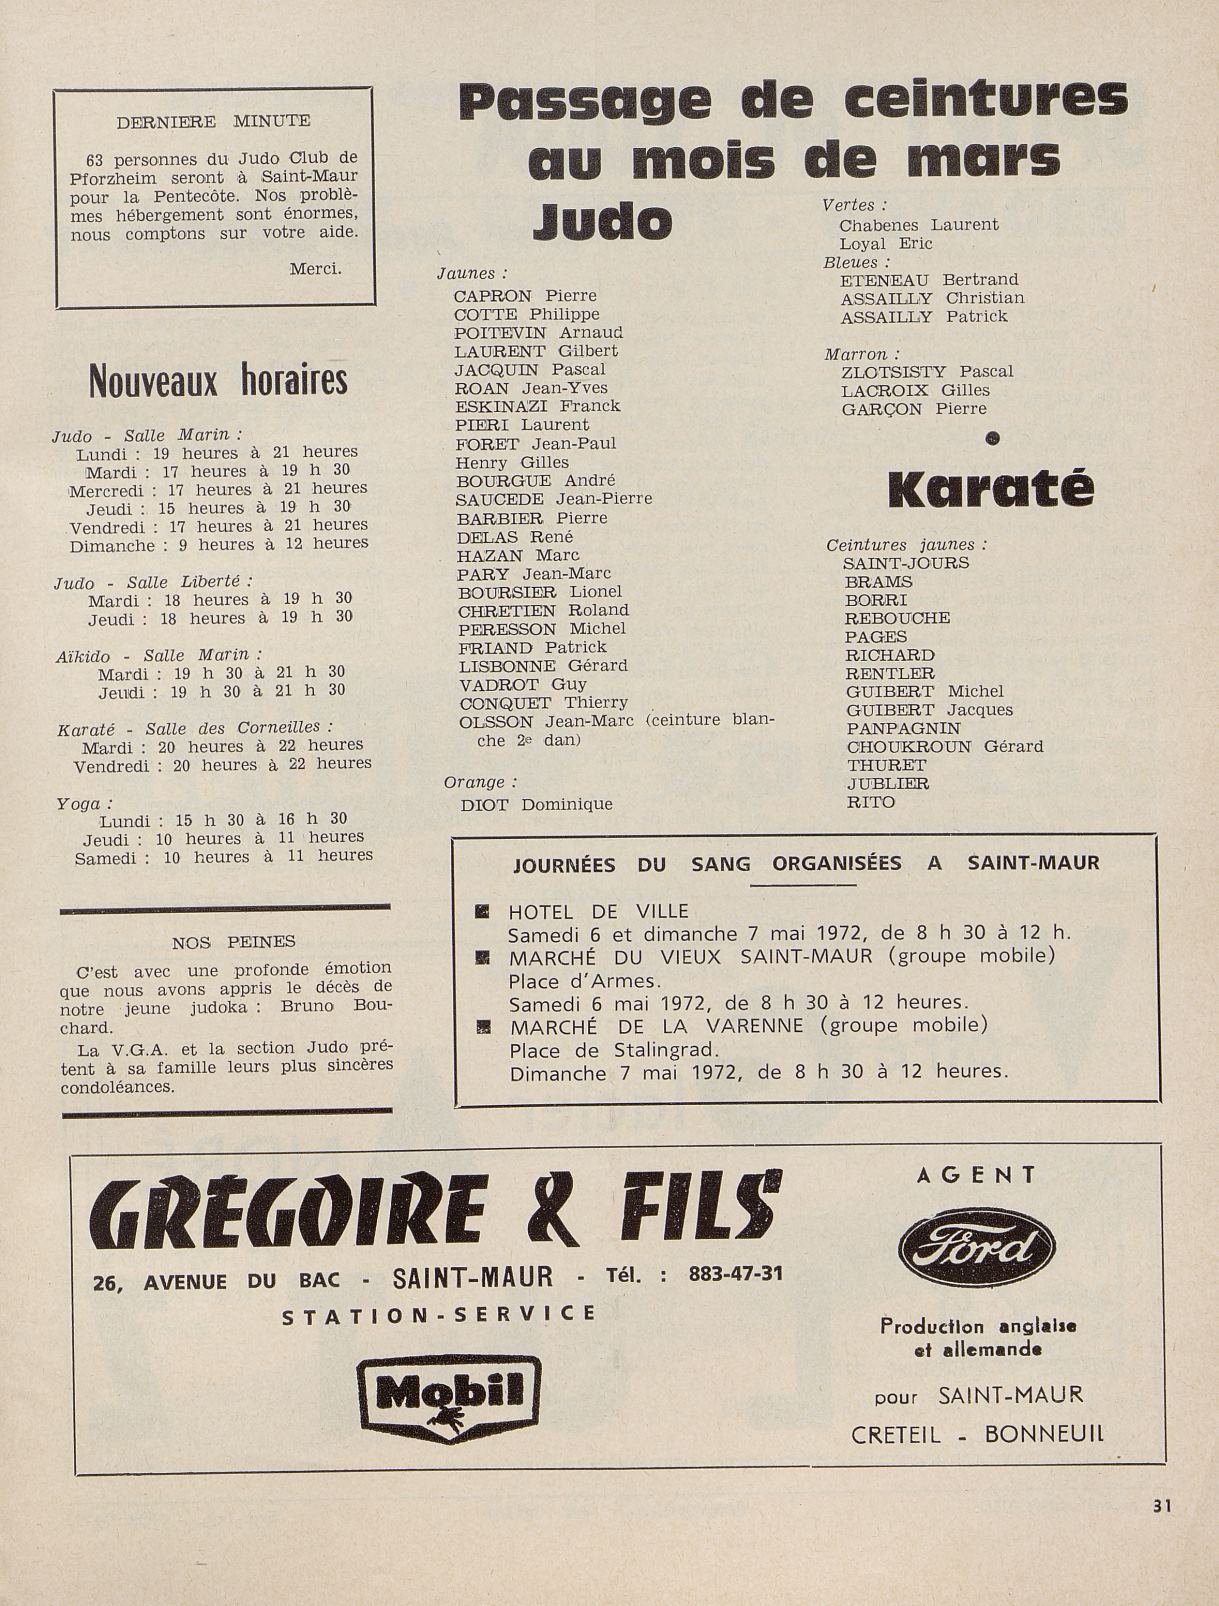 DERNIERE MINUTE
63 personnes du Judo Club de
Pforzheim seront à Saint-Maur
pour la Pentecôte. Nos problè-
mes hébergement sont énormes,
nous comptons sur votre aide.
Merci.
Nouveaux horaires
Judo - Salle Marin :
Lundi : 19 heures à 21 heures
Mardi : 17 heures à 19 h 30
Mercredi : 17 heures à 21 heures
Jeudi : 15 heures à 19 h 30
Vendredi : 17 heures à 21 heures
Dimanche : 9 heures à 12 heures
Judo - Salle Liberté :
Mardi : 18 heures à 19 h 30
Jeudi : 18 heures à 19 h 30
Aïkido - Salle Marin :
Mardi : 19 h 30 à 21 h 30
Jeudi : 19 h 30 à 21 h 30
Karaté - Salle des Corneilles :
Mardi : 20 heures à 22 heures
Vendredi : 20 heures à 22 heures
Yoga :
Lundi : 15 h 30 à 16 h 30
Jeudi : 10 heures à 11 heures
Samedi : 10 heures à 11 heures
NOS PEINES
C'est avec une profonde émotion
que nous avons appris le décès de
notre jeune judoka : Bruno Bou-
chard.
La V.G.A. et la section Judo pré-
tent à sa famille leurs plus sincères
condoléances.
Passage de ceintures
au mois de mars
Judo
Jaunes :
CAPRON Pierre
COTTE Philippe
POITEVIN Arnaud
LAURENT Gilbert
JACQUIN Pascal
ROAN Jean-Yves
ESKINAZI Franck
PIERI Laurent
FORET Jean-Paul
Henry Gilles
BOURGUE André
SAUCEDE Jean-Pierre
BARBIER Pierre
DELAS René
HAZAN Marc
PARY Jean-Marc
BOURSIER Lionel
CHRETIEN Roland
PERESSON Michel
FRIAND Patrick
LISBONNE Gérard
VADROT Guy
CONQUET Thierry
OLSSON Jean-Marc (ceinture blan-
che 2e dan)
Orange :
DIOT Dominique
Vertes :
Chabenes Laurent
Loyal Eric
Bleues :
ETENEAU Bertrand
ASSAILLY Christian
ASSAILLY Patrick
Marron :
ZLOTSISTY Pascal
LACROIX Gilles
GARÇON Pierre
Karaté
Ceintures jaunes :
SAINT-JOURS
BRAMS
BORRI
REBOUCHE
PAGES
RICHARD
RENTLER
GUIBERT Michel
GUIBERT Jacques
PANPAGNIN
CHOUKROUN Gérard
THURET
JUBLIER
RITO
JOURNÉES DU SANG ORGANISÉES A SAINT-MAUR
HOTEL DE VILLE
Samedi 6 et dimanche 7 mai 1972, de 8 h 30 à 12 h.
MARCHÉ DU VIEUX SAINT-MAUR (groupe mobile)
Place d'Armes.
Samedi 6 mai 1972, de 8 h 30 à 12 heures.
MARCHÉ DE LA VARENNE (groupe mobile)
Place de Stalingrad.
Dimanche 7 mai 1972, de 8 h 30 à 12 heures.
GRÉGOIRE & FILS
26, AVENUE DU BAC - SAINT-MAUR - Tél. : 883-47-31
STATION-SERVICE
Mobil
AGENT
Ford
Production anglaise
et allemande
pour SAINT-MAUR
CRETEIL - BONNEUIL
31